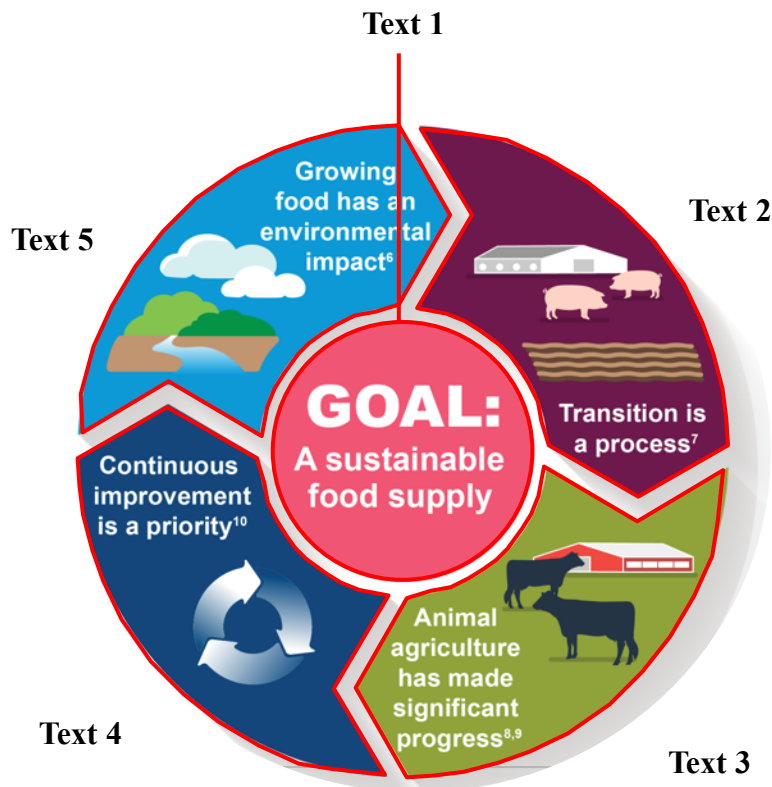 Text 1
Text 2
Text 5
Growing
food has an
environmental
impact⁶
Transition is
a process⁷
GOAL:
A sustainable
food supply
Continuous
improvement
is a priority¹⁰
Animal
agriculture
has made
significant
progress⁸,⁹
Text 4
Text 3